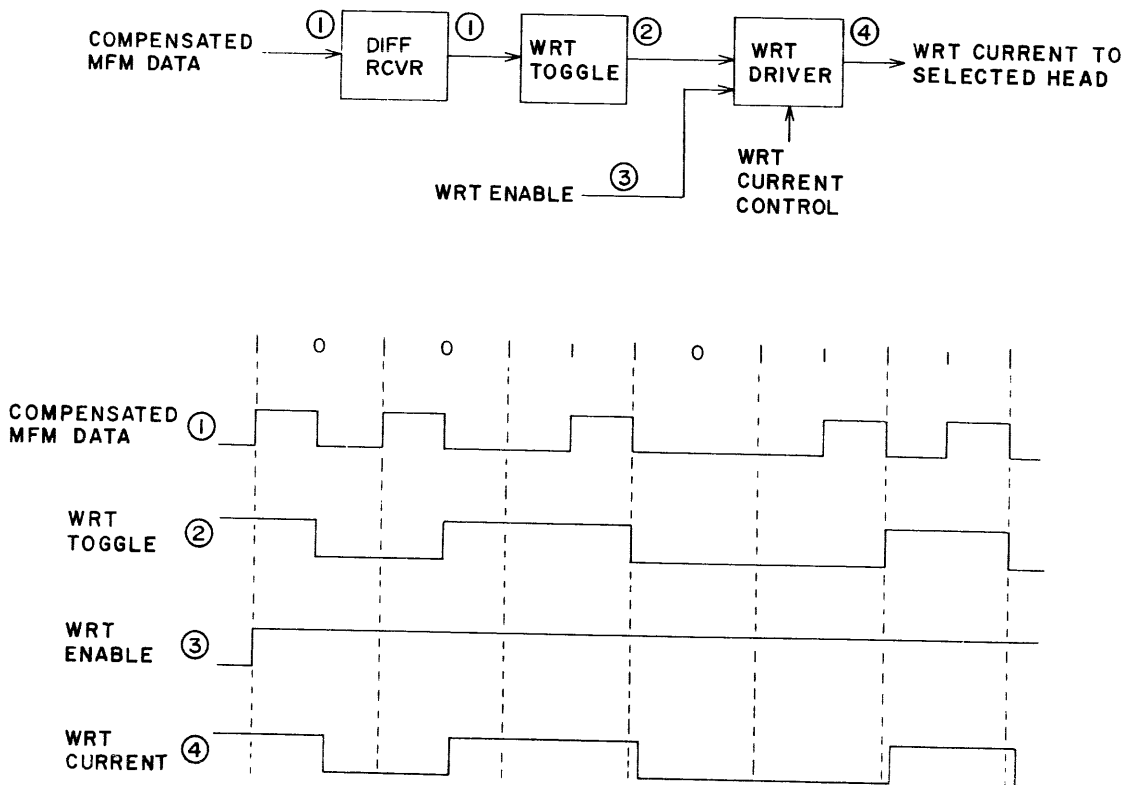 ① ① ② ④
COMPENSATED
MFM DATA
DIFF
RCVR
WRT
TOGGLE
WRT
DRIVER
WRT CURRENT TO
SELECTED HEAD
WRT ENABLE ③
WRT
CURRENT
CONTROL
0 0 1 0 1 1
COMPENSATED
MFM DATA ①
WRT
TOGGLE ②
WRT
ENABLE ③
WRT
CURRENT ④